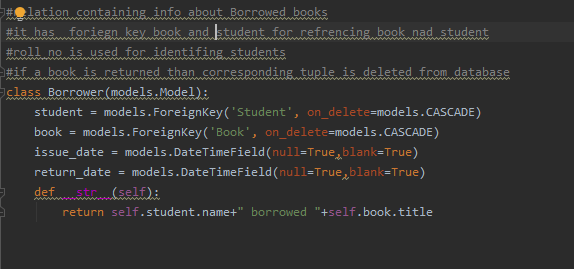 #lation containing info about Borrowed books
#it has  foriegn key book and student for refrencing book nad student
#roll_no is used for identifing students
#if a book is returned than corresponding tuple is deleted from database
class Borrower(models.Model):
    student = models.ForeignKey('Student', on_delete=models.CASCADE)
    book = models.ForeignKey('Book', on_delete=models.CASCADE)
    issue_date = models.DateTimeField(null=True,blank=True)
    return_date = models.DateTimeField(null=True,blank=True)
    def __str__(self):
        return self.student.name+" borrowed "+self.book.title